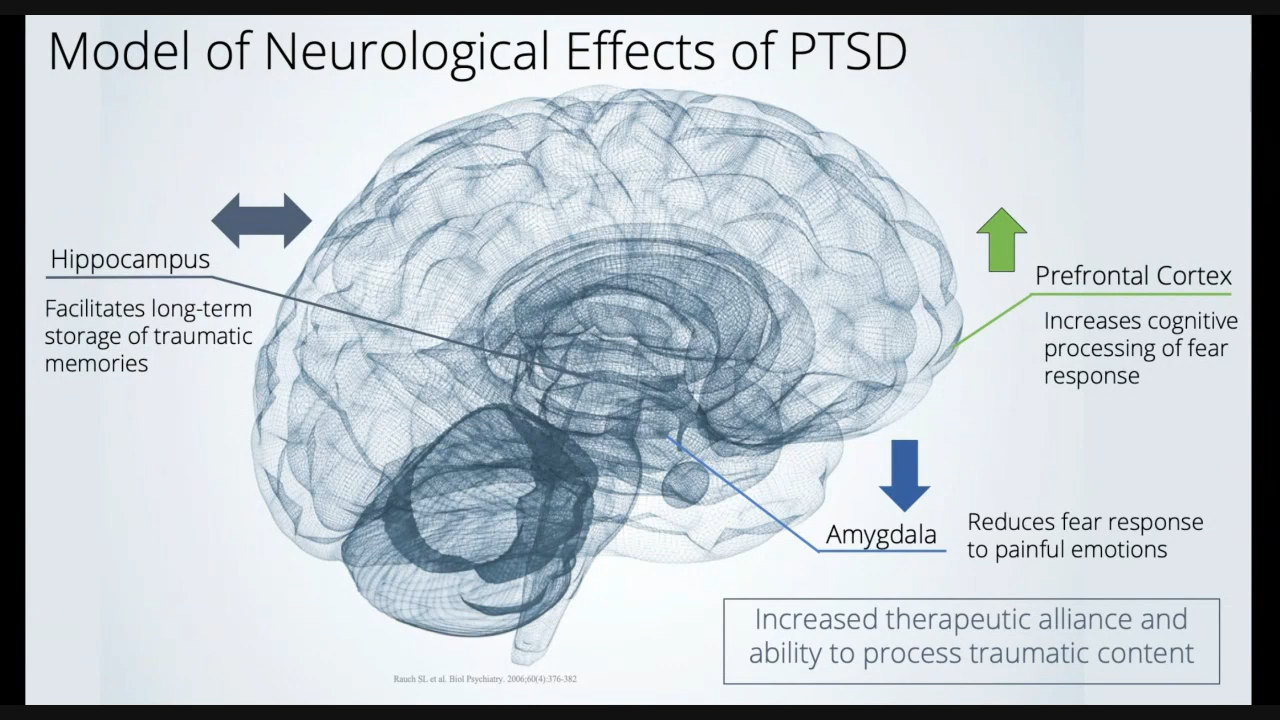 Model of Neurological Effects of PTSD
Hippocampus
Facilitates long-term
storage of traumatic
memories
Prefrontal Cortex
Increases cognitive
processing of fear
response
Amygdala
Reduces fear response
to painful emotions
Increased therapeutic alliance and
ability to process traumatic content
Rauch SL et al. Biol Psychiatry. 2006;60(4):376-382